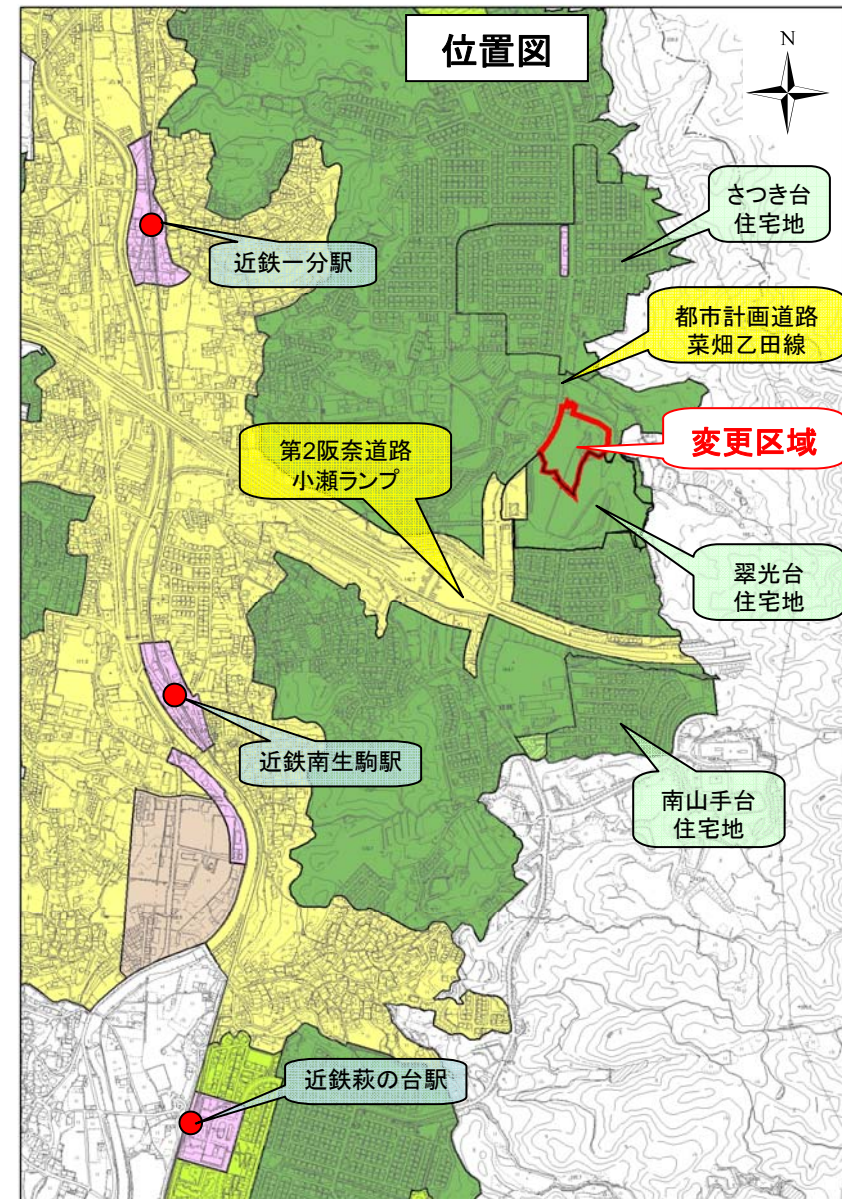 位置図
N
さつき台
住宅地
近鉄一分駅
都市計画道路
菜畑乙田線
変更区域
第2阪奈道路
小瀬ランプ
翠光台
住宅地
近鉄南生駒駅
南山手台
住宅地
近鉄萩の台駅